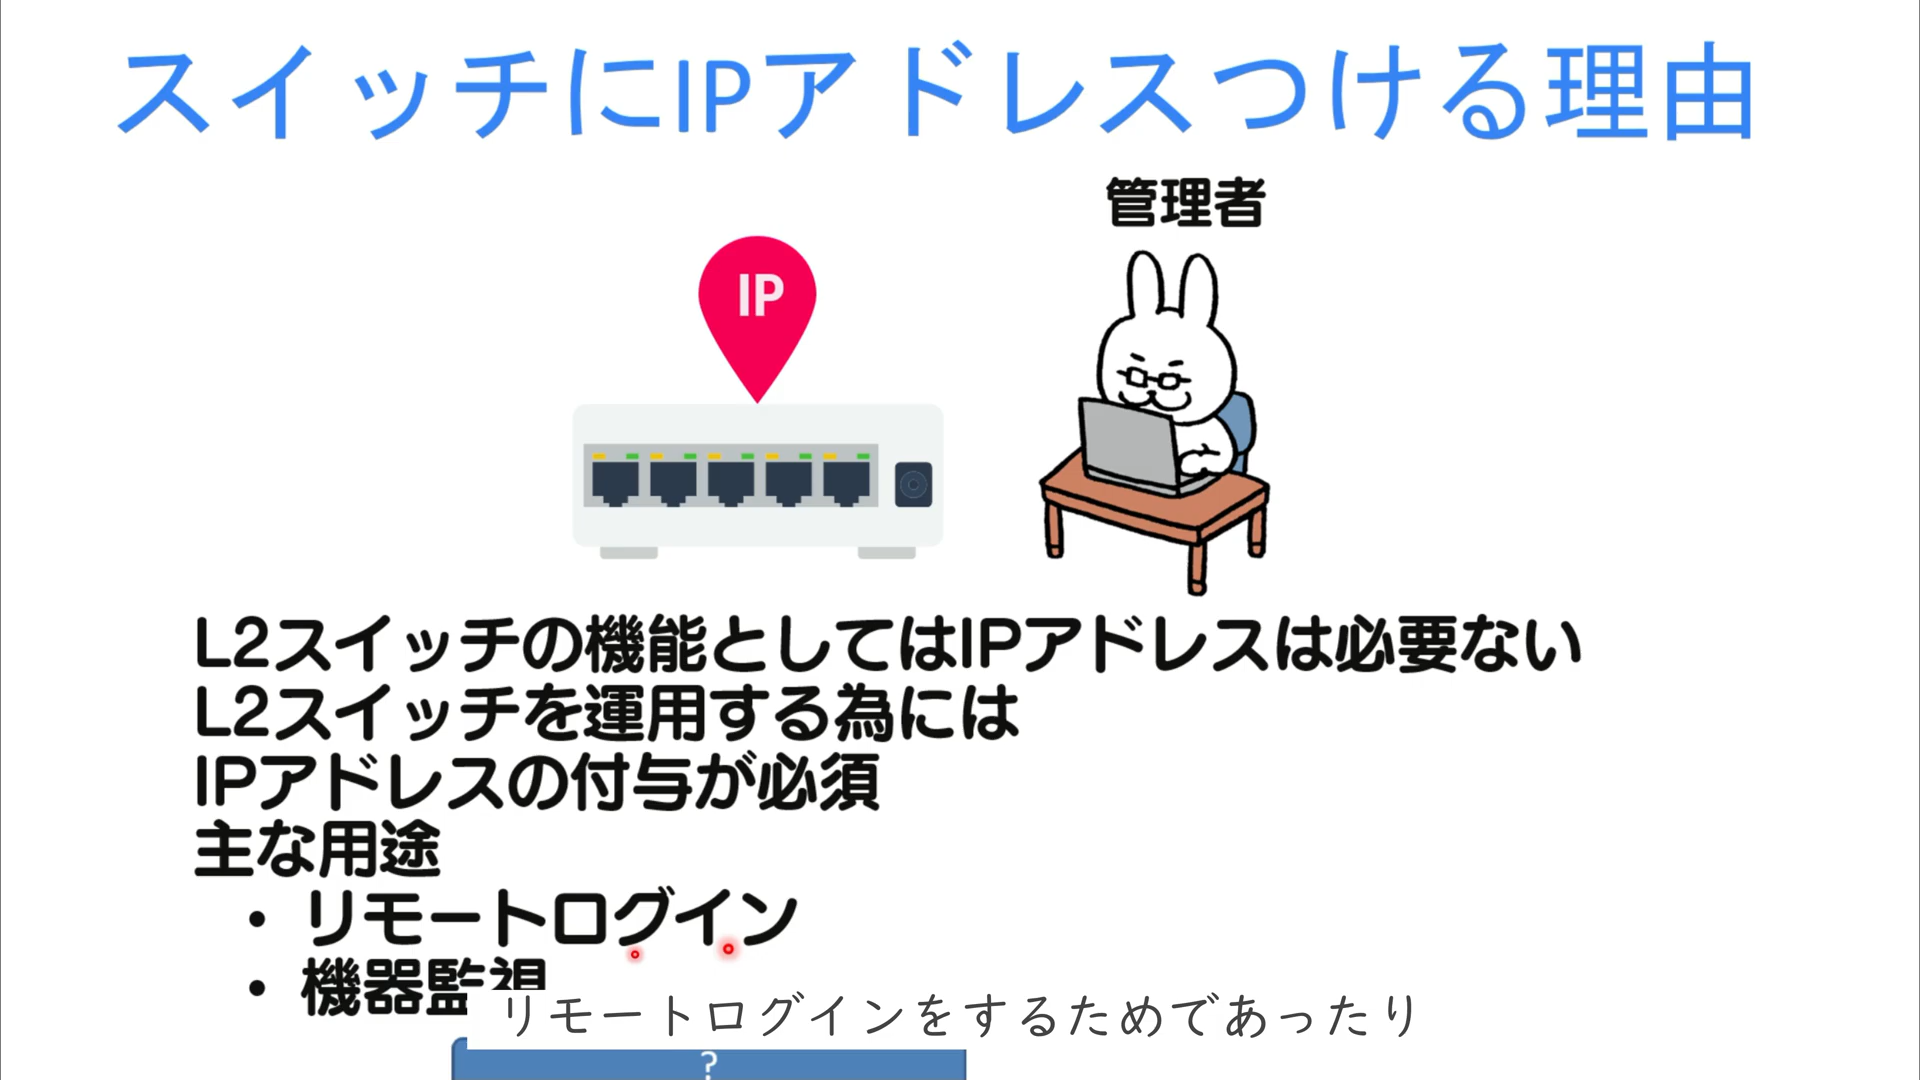 スイッチにIPアドレスつける理由
管理者
IP
L2スイッチの機能としてはIPアドレスは必要ない
L2スイッチを運用する為には
IPアドレスの付与が必須
主な用途
・リモートログイン
・機器監視
リモートログインをするためであったり
?